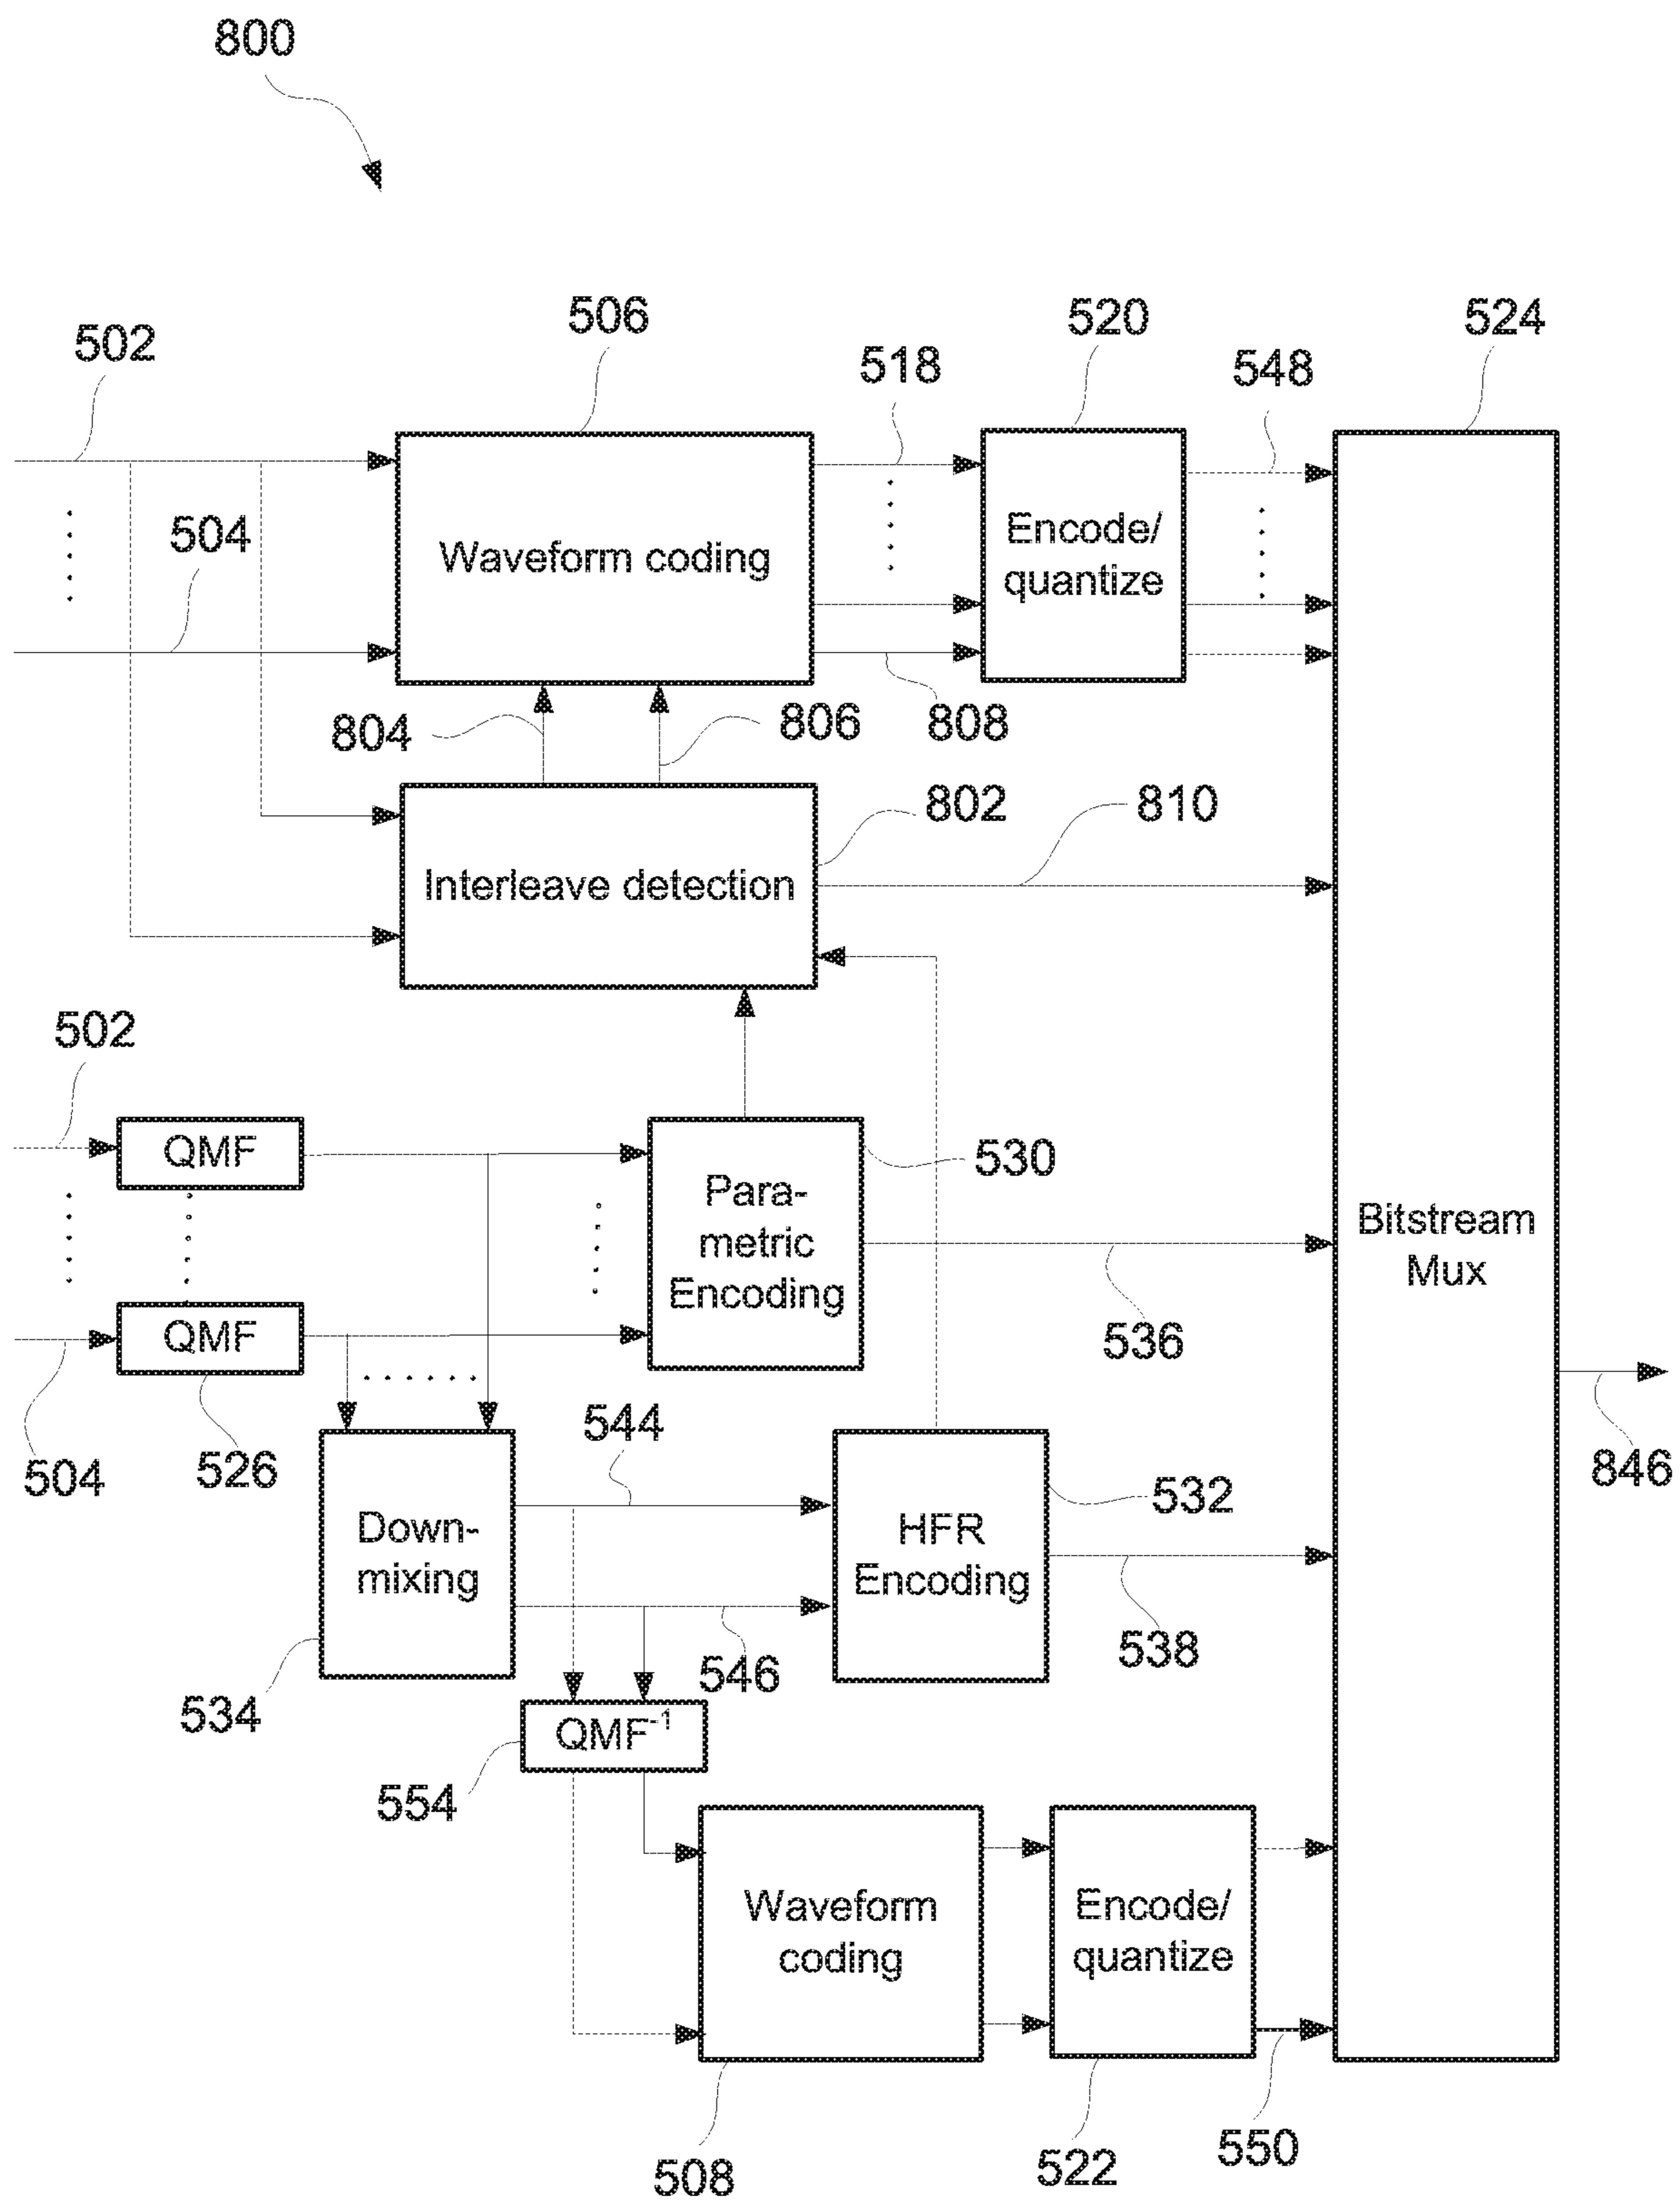 800
502
506
518
520
548
524
504
Waveform coding
Encode/
quantize
804
806
808
802
810
Interleave detection
502
QMF
530
Para-
metric
Encoding
Bitstream
Mux
536
QMF
504
526
544
846
532
Down-
mixing
HFR
Encoding
538
546
534
QMF-1
554
Waveform
coding
Encode/
quantize
550
508
522